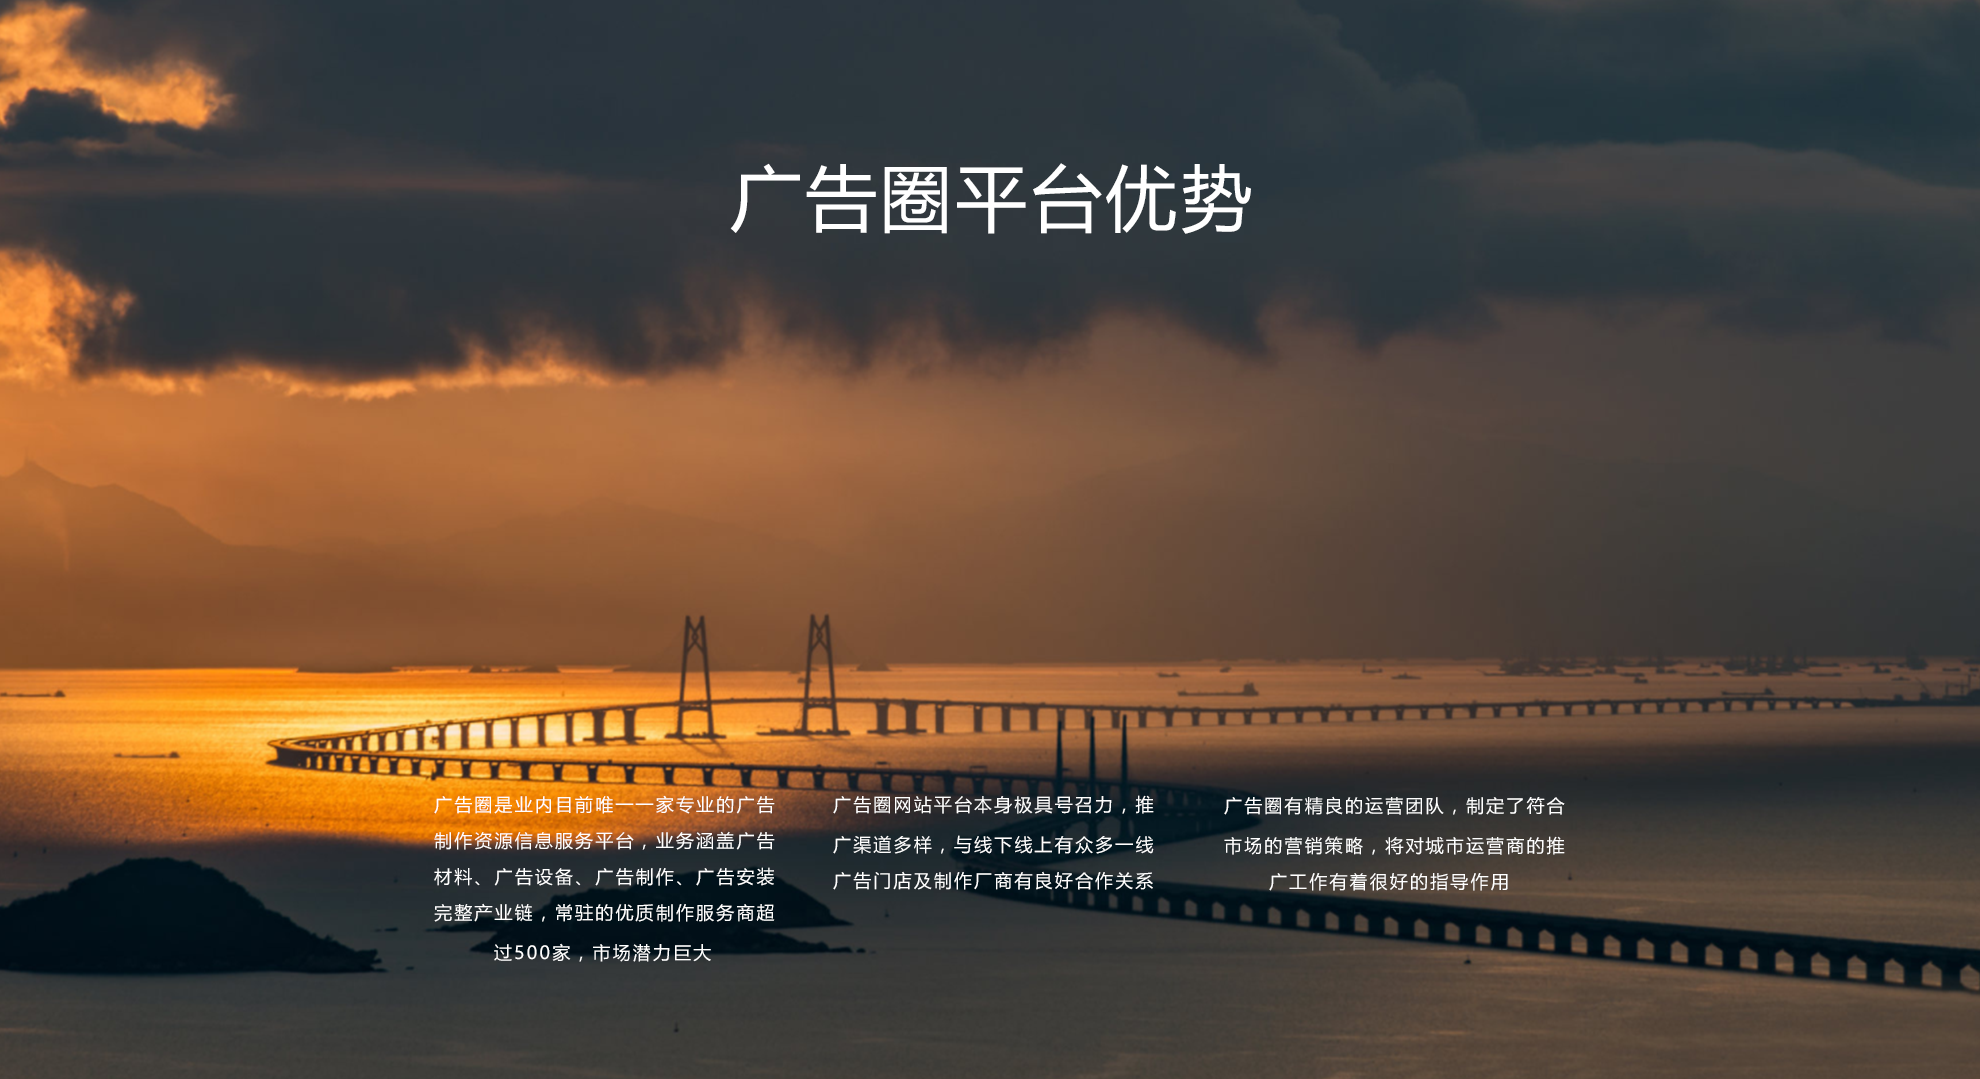 广告圈平台优势
广告圈是业内目前唯一一家专业的广告
制作资源信息服务平台，业务涵盖广告
材料、广告设备、广告制作、广告安装
完整产业链，常驻的优质制作服务商超
过500家，市场潜力巨大
广告圈网站平台本身极具号召力，推
广渠道多样，与线下线上有众多一线
广告门店及制作厂商有良好合作关系
广告圈有精良的运营团队，制定了符合
市场的营销策略，将对城市运营商的推
广工作有着很好的指导作用